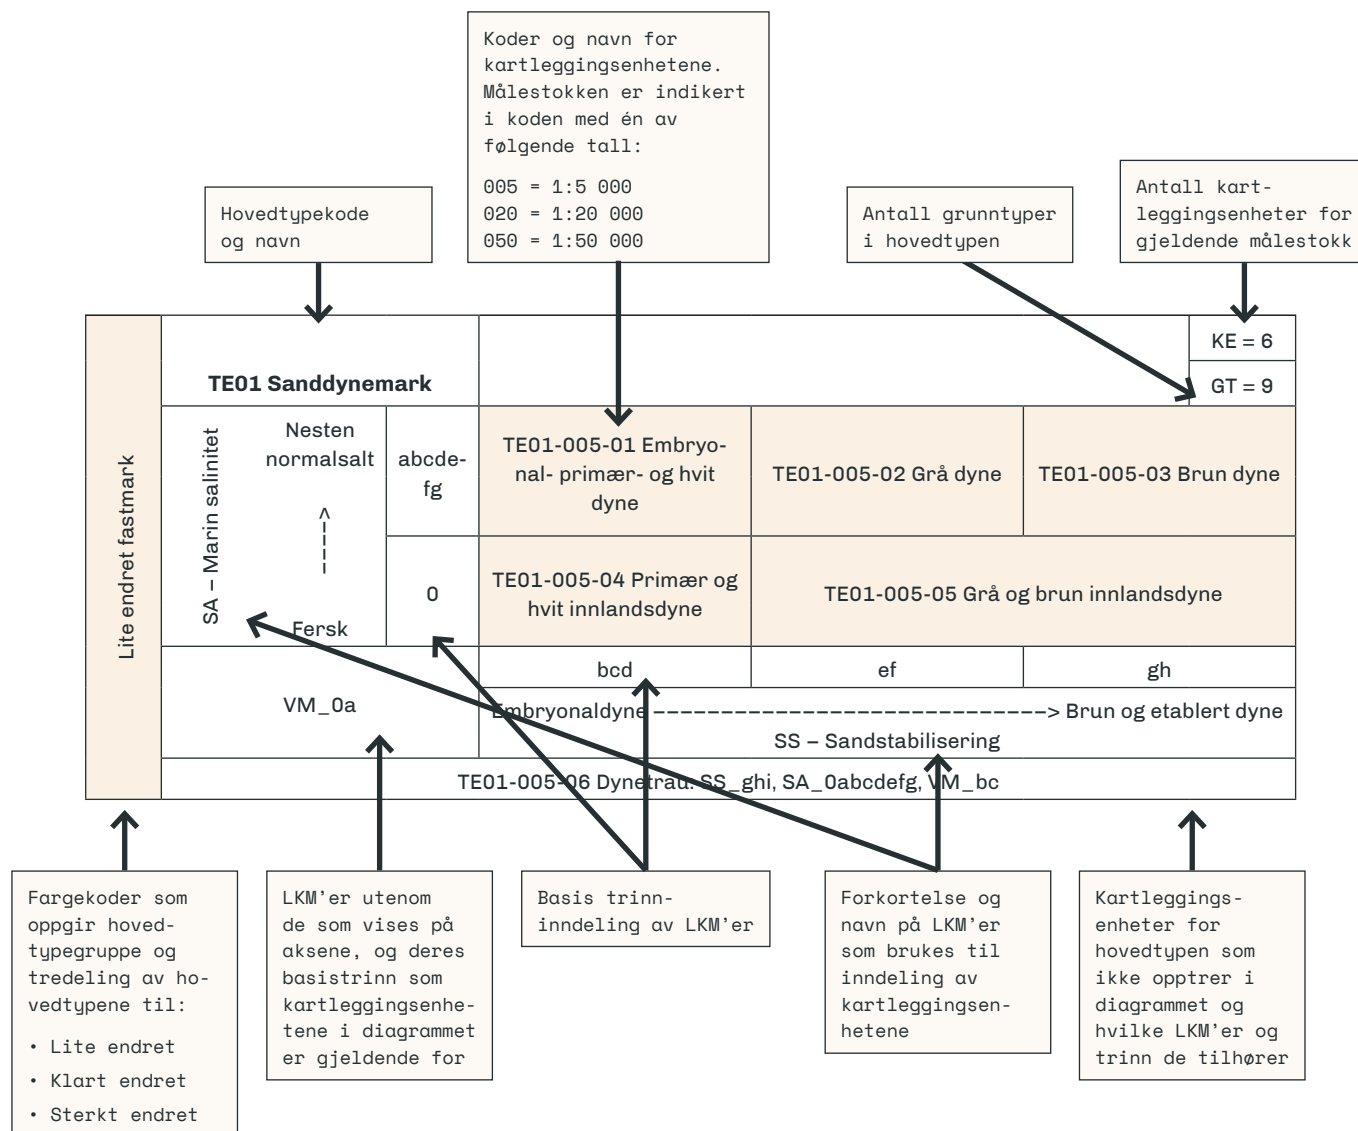 Koder og navn for
kartleggingsenhetene.
Målestokken er indikert
i koden med én av
følgende tall:
005 = 1:5 000
020 = 1:20 000
050 = 1:50 000
Hovedtypekode
og navn
Antall grunntyper
i hovedtypen
Antall kart-
leggingsenheter for
gjeldende målestokk
KE = 6
TE01 Sanddynemark
GT = 9
Lite endret fastmark
SA – Marin salinitet
Nesten
normalsalt
----->
Fersk
abcde-
fg
0
TE01-005-01 Embryo-
nal- primær- og hvit
dyne
TE01-005-02 Grå dyne
TE01-005-03 Brun dyne
TE01-005-04 Primær og
hvit innlandsdyne
TE01-005-05 Grå og brun innlandsdyne
bcd
ef
gh
VM_0a
Embryonaldyne ------------------------------> Brun og etablert dyne
SS – Sandstabilisering
TE01-005-06 Dynetrau: SS_ghi, SA_0abcdefg, VM_bc
Fargekoder som
oppgir hoved-
typegruppe og
tredeling av ho-
vedtypene til:
• Lite endret
• Klart endret
• Sterkt endret
LKM’er utenom
de som vises på
aksene, og deres
basistrinn som
kartleggingsenhe-
tene i diagrammet
er gjeldende for
Basis trinn-
inndeling av LKM’er
Forkortelse og
navn på LKM’er
som brukes til
inndeling av
kartleggingsen-
hetene
Kartleggings-
enheter for
hovedtypen som
ikke opptrer i
diagrammet og
hvilke LKM’er og
trinn de tilhører